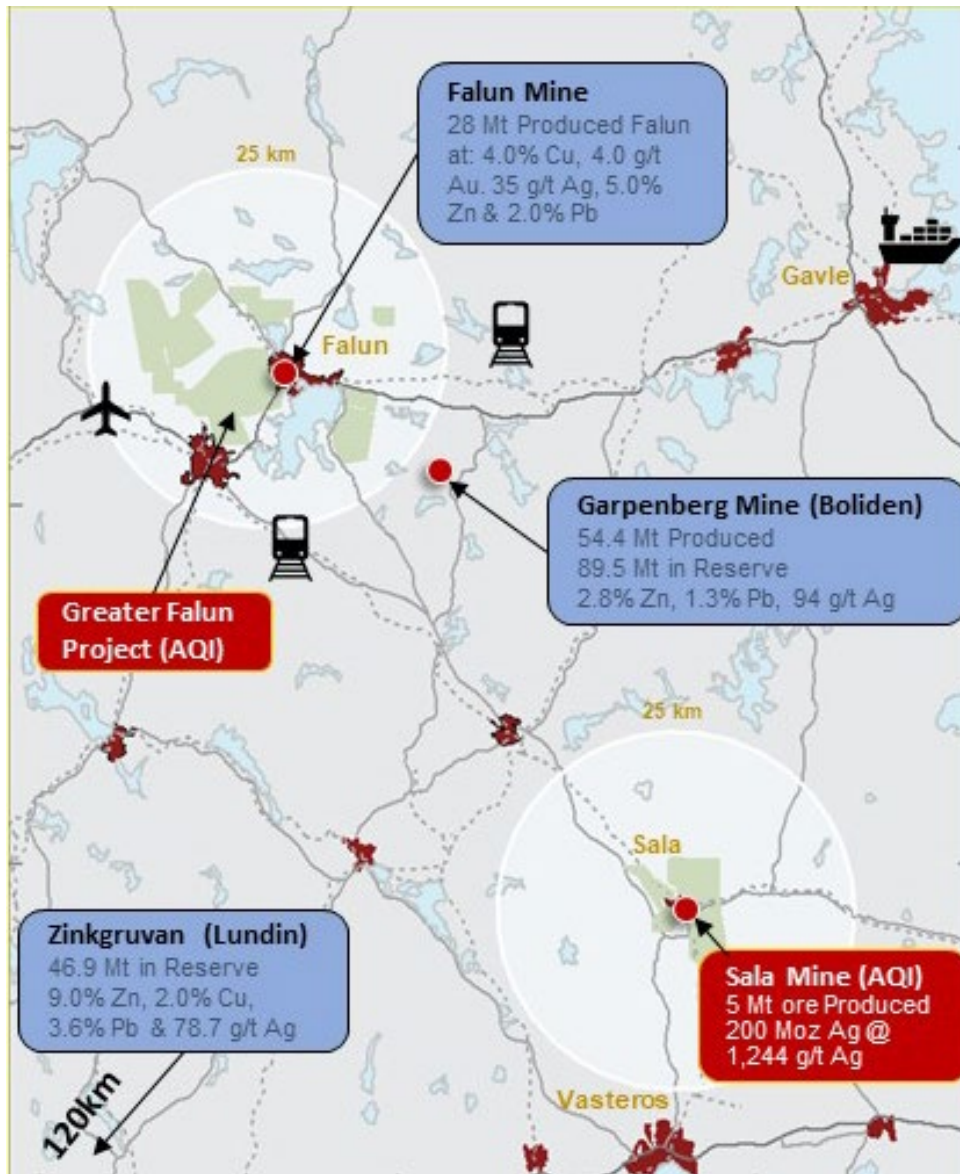 Falun Mine
28 Mt Produced Falun
at: 4.0% Cu, 4.0 g/t
Au. 35 g/t Ag, 5.0%
Zn & 2.0% Pb
25 km
Gavle
Falun
Garpenberg Mine (Boliden)
54.4 Mt Produced
89.5 Mt in Reserve
2.8% Zn, 1.3% Pb, 94 g/t Ag
Greater Falun
Project (AQI)
25 km
Sala
Zinkgruvan (Lundin)
46.9 Mt in Reserve
9.0% Zn, 2.0% Cu,
3.6% Pb & 78.7 g/t Ag
Sala Mine (AQI)
5 Mt ore Produced
200 Moz Ag @
1,244 g/t Ag
120km
Vasteros